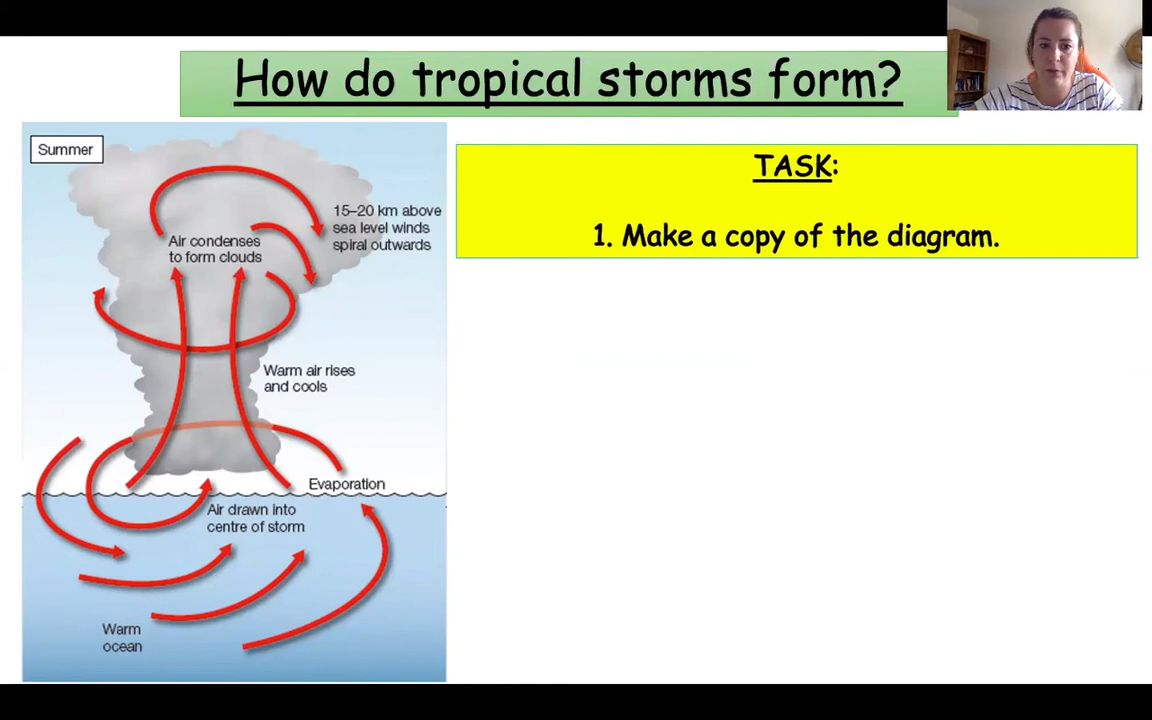 How do tropical storms form?
Summer
TASK:
1. Make a copy of the diagram.
15–20 km above
sea level winds
spiral outwards
Air condenses
to form clouds
Warm air rises
and cools
Evaporation
Air drawn into
centre of storm
Warm
ocean